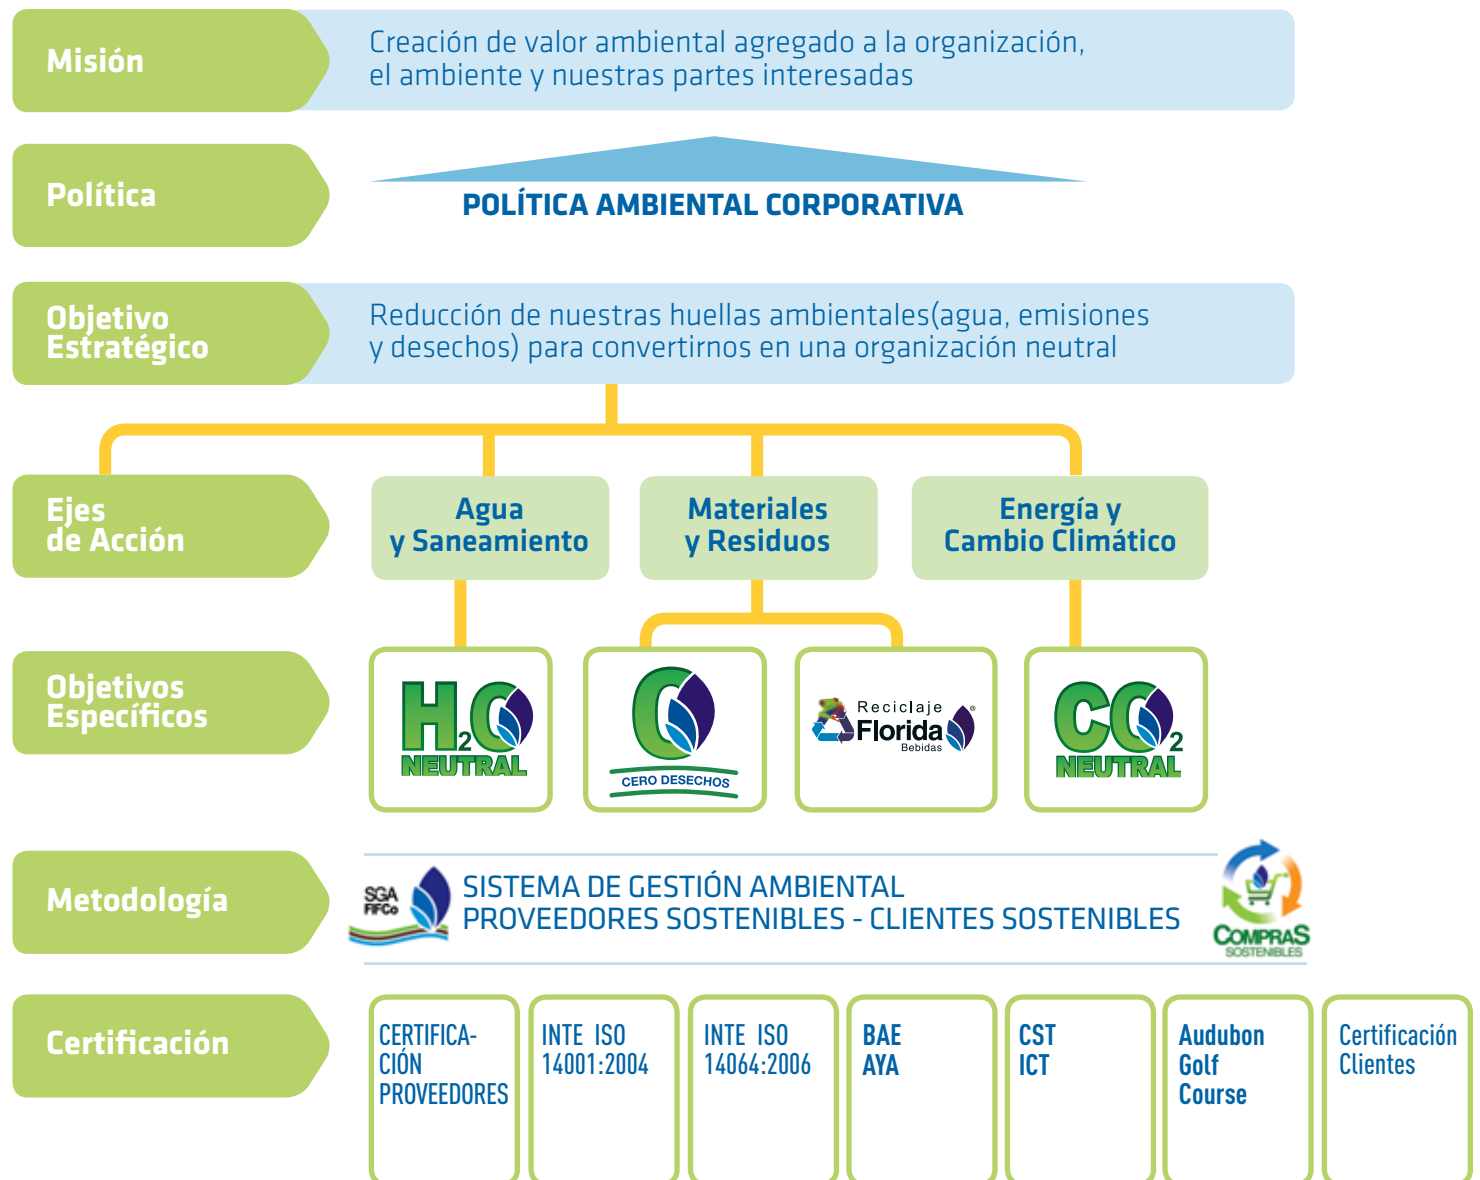 Misión
Creación de valor ambiental agregado a la organización,
el ambiente y nuestras partes interesadas
Política
POLÍTICA AMBIENTAL CORPORATIVA
Objetivo
Estratégico
Reducción de nuestras huellas ambientales(agua, emisiones
y desechos) para convertirnos en una organización neutral
Ejes
de Acción
Agua
y Saneamiento
Materiales
y Residuos
Energía y
Cambio Climático
Objetivos
Específicos
H2O
NEUTRAL
0
CERO DESECHOS
Reciclaje
Florida ®
Bebidas
CO2
NEUTRAL
Metodología
SGA
FIFCo
SISTEMA DE GESTIÓN AMBIENTAL
PROVEEDORES SOSTENIBLES - CLIENTES SOSTENIBLES
COMPRAS
SOSTENIBLES
Certificación
CERTIFICA-
CIÓN
PROVEEDORES
INTE ISO
14001:2004
INTE ISO
14064:2006
BAE
AYA
CST
ICT
Audubon
Golf
Course
Certificación
Clientes